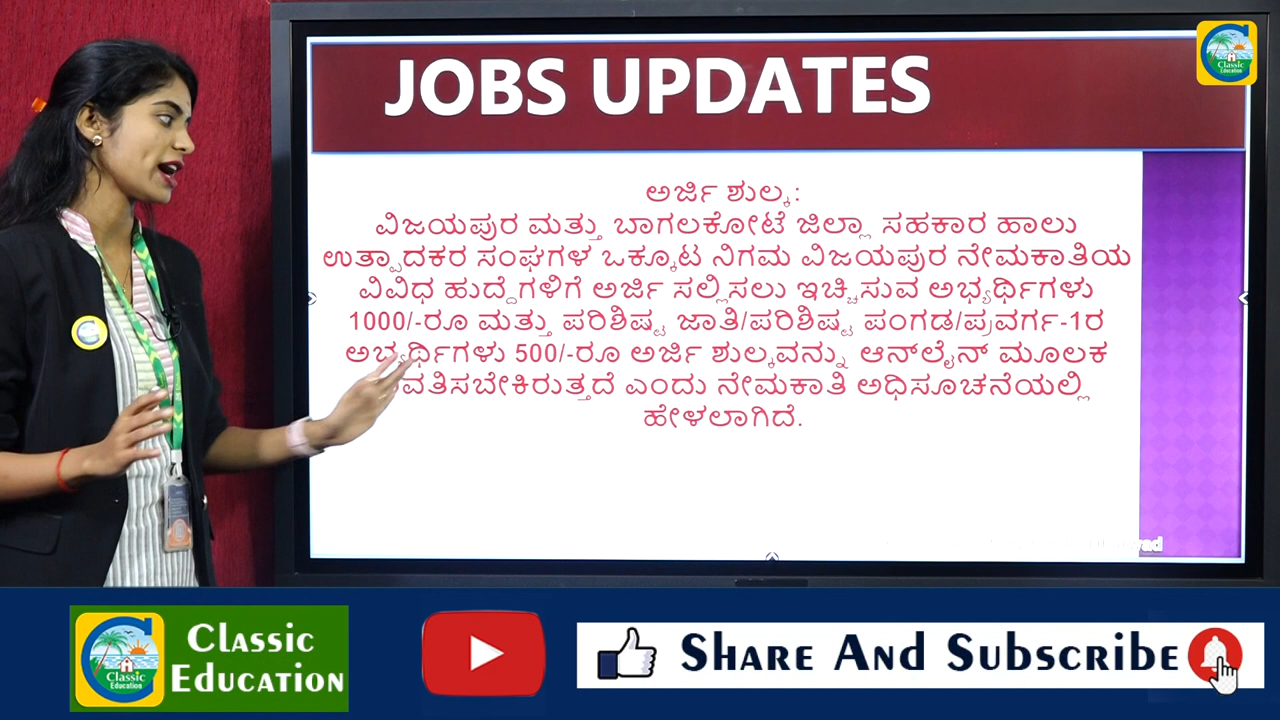 JOBS UPDATES
Classic
Education
ಅರ್ಜಿ ಶುಲ್ಕ:
ವಿಜಯಪುರ ಮತ್ತು ಬಾಗಲಕೋಟೆ ಜಿಲ್ಲಾ ಸಹಕಾರ ಹಾಲು
ಉತ್ಪಾದಕರ ಸಂಘಗಳ ಒಕ್ಕೂಟ ನಿಗಮ ವಿಜಯಪುರ ನೇಮಕಾತಿಯ
ವಿವಿಧ ಹುದ್ದೆಗಳಿಗೆ ಅರ್ಜಿ ಸಲ್ಲಿಸಲು ಇಚ್ಚಿಸುವ ಅಭ್ಯರ್ಥಿಗಳು
1000/-ರೂ ಮತ್ತು ಪರಿಶಿಷ್ಟ ಜಾತಿ/ಪರಿಶಿಷ್ಟ ಪಂಗಡ/ಪ್ರವರ್ಗ-1ರ
ಅಭ್ಯರ್ಥಿಗಳು 500/-ರೂ ಅರ್ಜಿ ಶುಲ್ಕವನ್ನು ಆನ್‌ಲೈನ್ ಮೂಲಕ
ಎಂದು ನೇಮಕಾತಿ ಅಧಿಸೂಚನೆಯಲ್ಲಿ
ಹೇಳಲಾಗಿದೆ.
Classic
Education
Classic
Education
Share And Subscribe